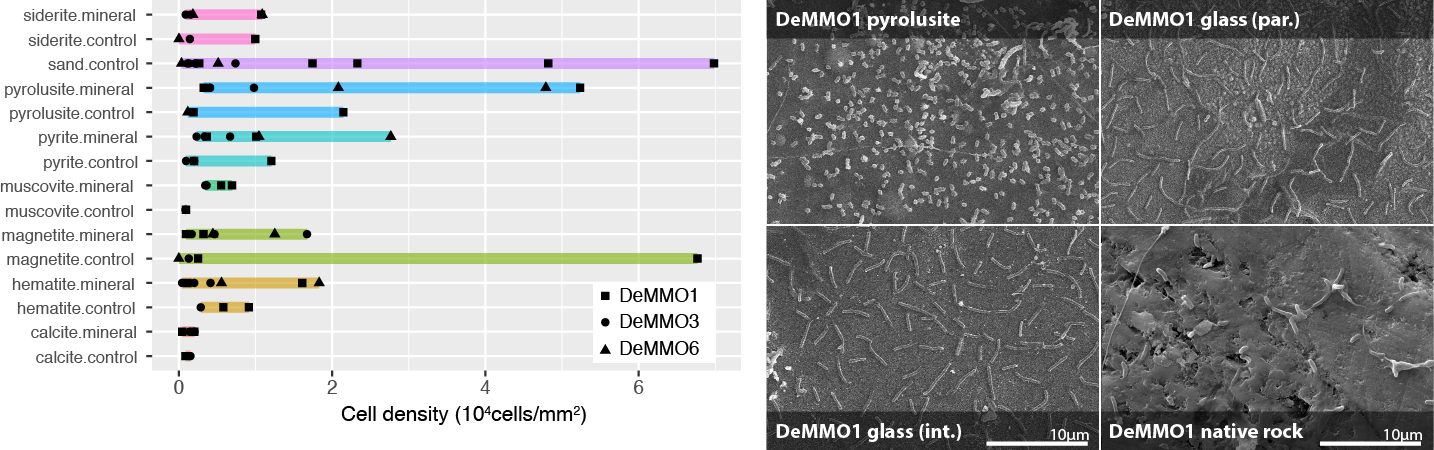 siderite.mineral
siderite.control
sand.control
pyrolusite.mineral
pyrolusite.control
pyrite.mineral
pyrite.control
muscovite.mineral
muscovite.control
magnetite.mineral
magnetite.control
hematite.mineral
hematite.control
calcite.mineral
calcite.control
DeMMO1
DeMMO3
DeMMO6
0 2 4 6
Cell density (10⁴cells/mm²)
DeMMO1 pyrolusite
DeMMO1 glass (par.)
DeMMO1 glass (int.)
10µm
DeMMO1 native rock
10µm